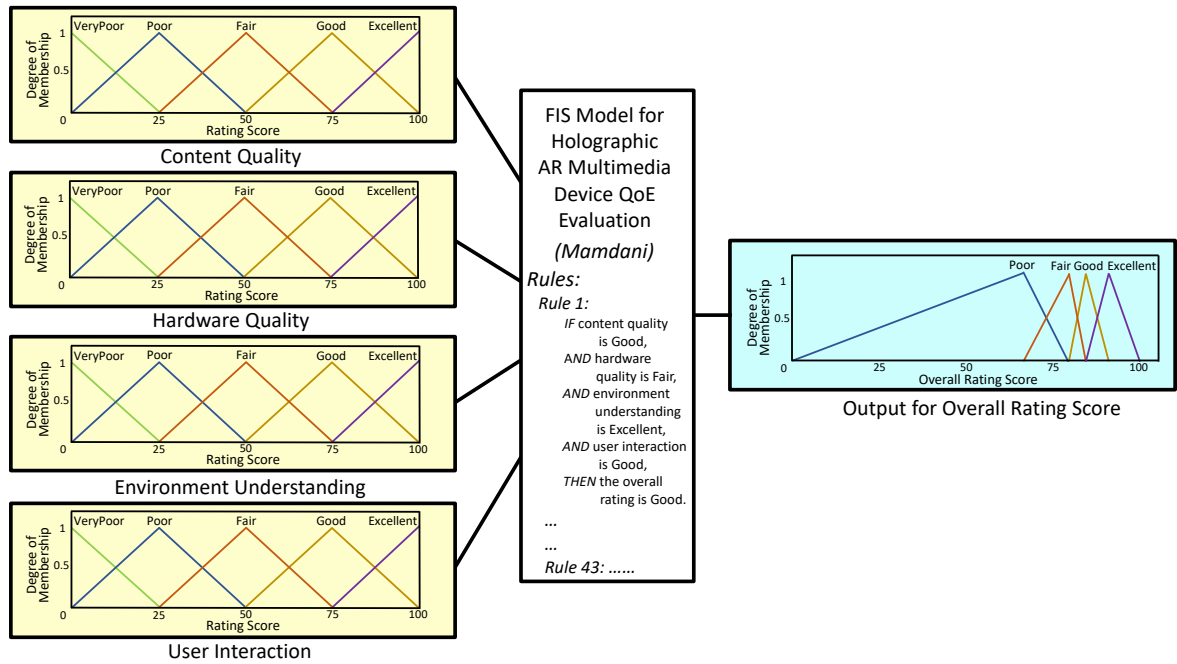 VeryPoor Poor Fair Good Excellent
Degree of
Membership
1
0.5
0
25 50 75 100
Rating Score
Content Quality
VeryPoor Poor Fair Good Excellent
Degree of
Membership
1
0.5
0
25 50 75 100
Rating Score
Hardware Quality
VeryPoor Poor Fair Good Excellent
Degree of
Membership
1
0.5
0
25 50 75 100
Rating Score
Environment Understanding
VeryPoor Poor Fair Good Excellent
Degree of
Membership
1
0.5
0
25 50 75 100
Rating Score
User Interaction
FIS Model for
Holographic
AR Multimedia
Device QoE
Evaluation
(Mamdani)
Rules:
Rule 1:
IF content quality
is Good,
AND hardware
quality is Fair,
AND environment
understanding
is Excellent,
AND user interaction
is Good,
THEN the overall
rating is Good.
...
...
Rule 43: ......
Poor Fair Good Excellent
Degree of
Membership
1
0.5
0
25 50 75 100
Overall Rating Score
Output for Overall Rating Score